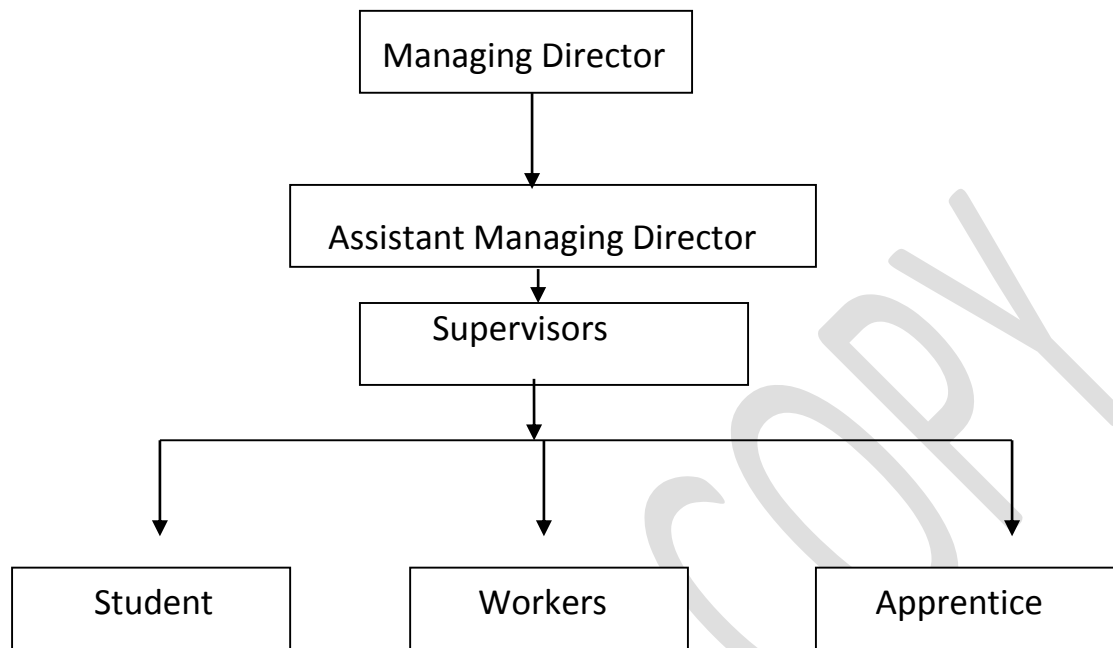 Managing Director
Assistant Managing Director
Supervisors
Student
Workers
Apprentice
COPY